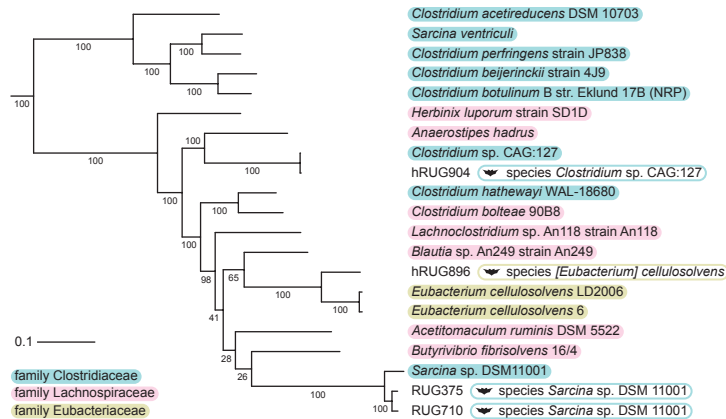 Clostridium acetireducens DSM 10703
Sarcina ventriculi
Clostridium perfringens strain JP838
Clostridium beijerinckii strain 4J9
Clostridium botulinum B str. Eklund 17B (NRP)
Herbinix luporum strain SD1D
Anaerostipes hadrus
Clostridium sp. CAG:127
hRUG904 species Clostridium sp. CAG:127
Clostridium hathewayi WAL-18680
Clostridium bolteae 90B8
Lachnoclostridium sp. An118 strain An118
Blautia sp. An249 strain An249
hRUG896 species [Eubacterium] cellulosolvens
Eubacterium cellulosolvens LD2006
Eubacterium cellulosolvens 6
Acetitomaculum ruminis DSM 5522
Butyrivibrio fibrisolvens 16/4
Sarcina sp. DSM11001
RUG375 species Sarcina sp. DSM 11001
RUG710 species Sarcina sp. DSM 11001
100
100
100
100
100
100
100
100
100
100
100
98
65
100
41
28
26
100
100
0.1
family Clostridiaceae
family Lachnospiraceae
family Eubacteriaceae